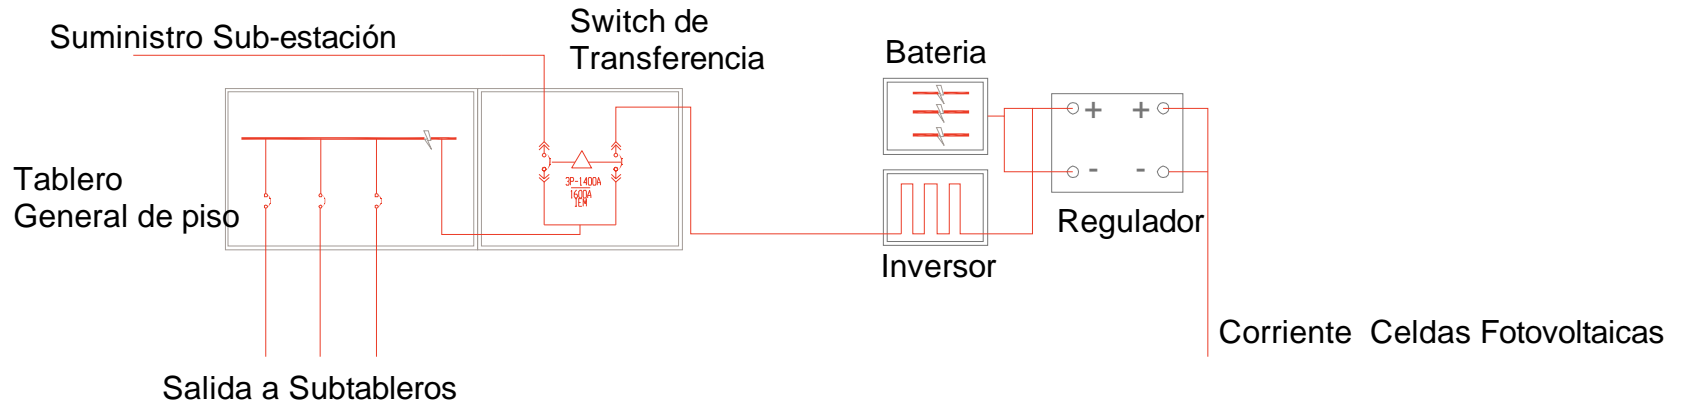 Suministro Sub-estación
Switch de
Transferencia
Bateria
+ +
- -
3P-1400A
1600A
IEM
Tablero
General de piso
Regulador
Inversor
Corriente Celdas Fotovoltaicas
Salida a Subtableros